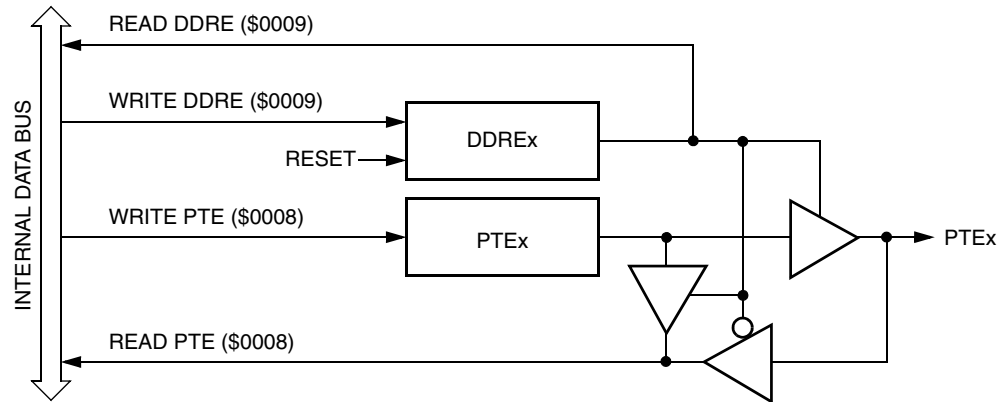 READ DDRE ($0009)
WRITE DDRE ($0009)
DDREx
RESET
INTERNAL DATA BUS
WRITE PTE ($0008)
PTEx
PTEx
READ PTE ($0008)